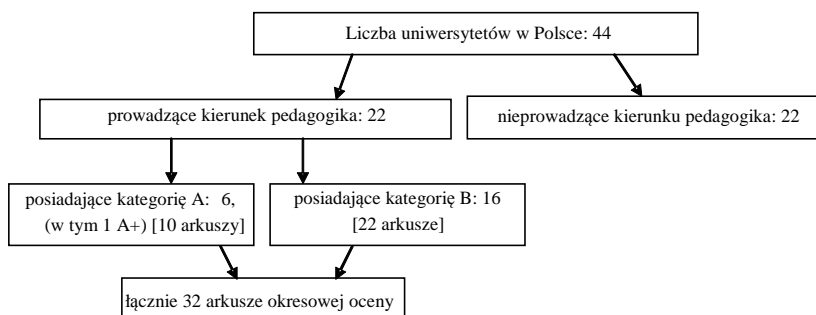 Liczba uniwersytetów w Polsce: 44
prowadzące kierunek pedagogika: 22
nieprowadzące kierunku pedagogika: 22
posiadające kategorię A: 6,
(w tym 1 A+) [10 arkuszy]
posiadające kategorię B: 16
[22 arkusze]
łącznie 32 arkusze okresowej oceny